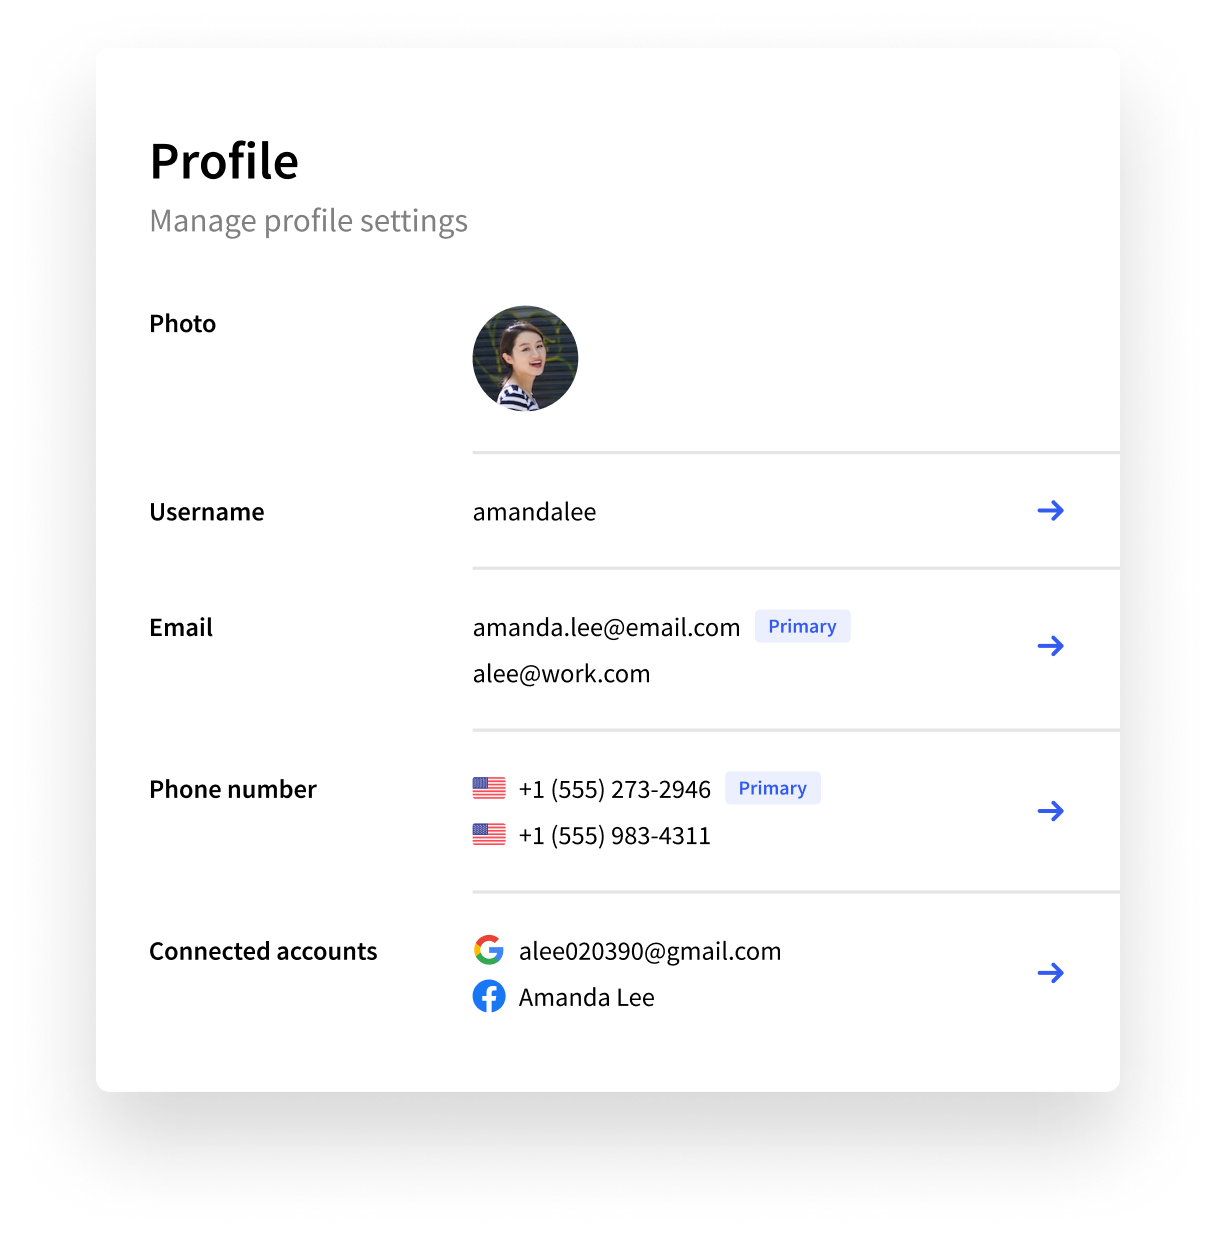 Profile
Manage profile settings
Photo
Username
amandalee
Email
amanda.lee@email.com Primary
alee@work.com
Phone number
+1 (555) 273-2946 Primary
+1 (555) 983-4311
Connected accounts
alee020390@gmail.com
Amanda Lee